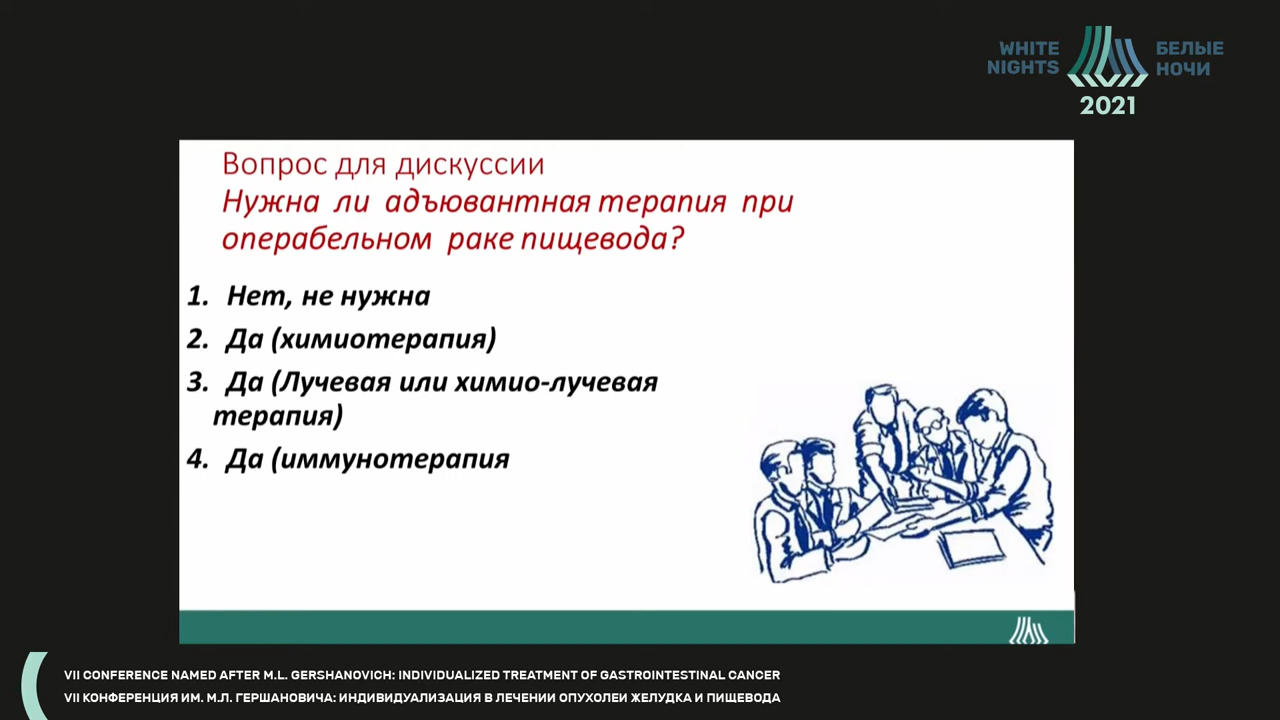 WHITE NIGHTS
БЕЛЫЕ НОЧИ
2021
Вопрос для дискуссии
Нужна ли адъювантная терапия при
операбельном раке пищевода?
1. Нет, не нужна
2. Да (химиотерапия)
3. Да (Лучевая или химио-лучевая
терапия)
4. Да (иммунотерапия
VII CONFERENCE NAMED AFTER M.L. GERSHANOVICH: INDIVIDUALIZED TREATMENT OF GASTROINTESTINAL CANCER
VII КОНФЕРЕНЦИЯ ИМ. М.Л. ГЕРШАНОВИЧА: ИНДИВИДУАЛИЗАЦИЯ В ЛЕЧЕНИИ ОПУХОЛЕИ ЖЕЛУДКА И ПИЩЕВОДА